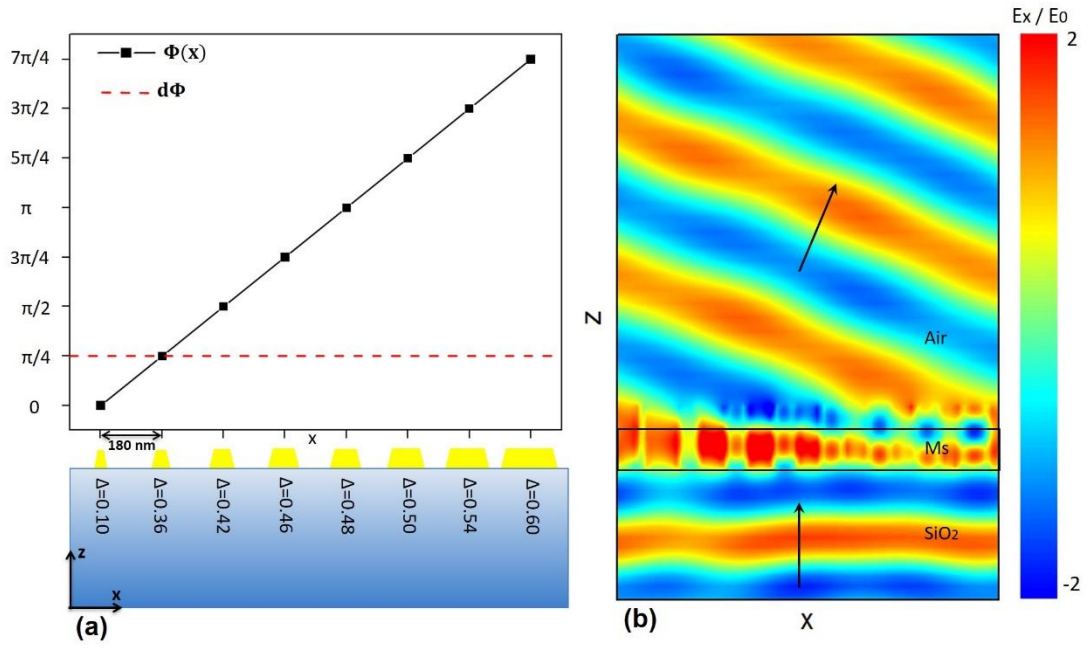 7π/4
3π/2
5π/4
π
3π/4
π/2
π/4
0
Φ(x)
dΦ
180 nm
x
Δ=0.10
Δ=0.36
Δ=0.42
Δ=0.46
Δ=0.48
Δ=0.50
Δ=0.54
Δ=0.60
z
x
(a)
Ex / E0
2
-2
Z
Air
Ms
SiO2
(b)
X